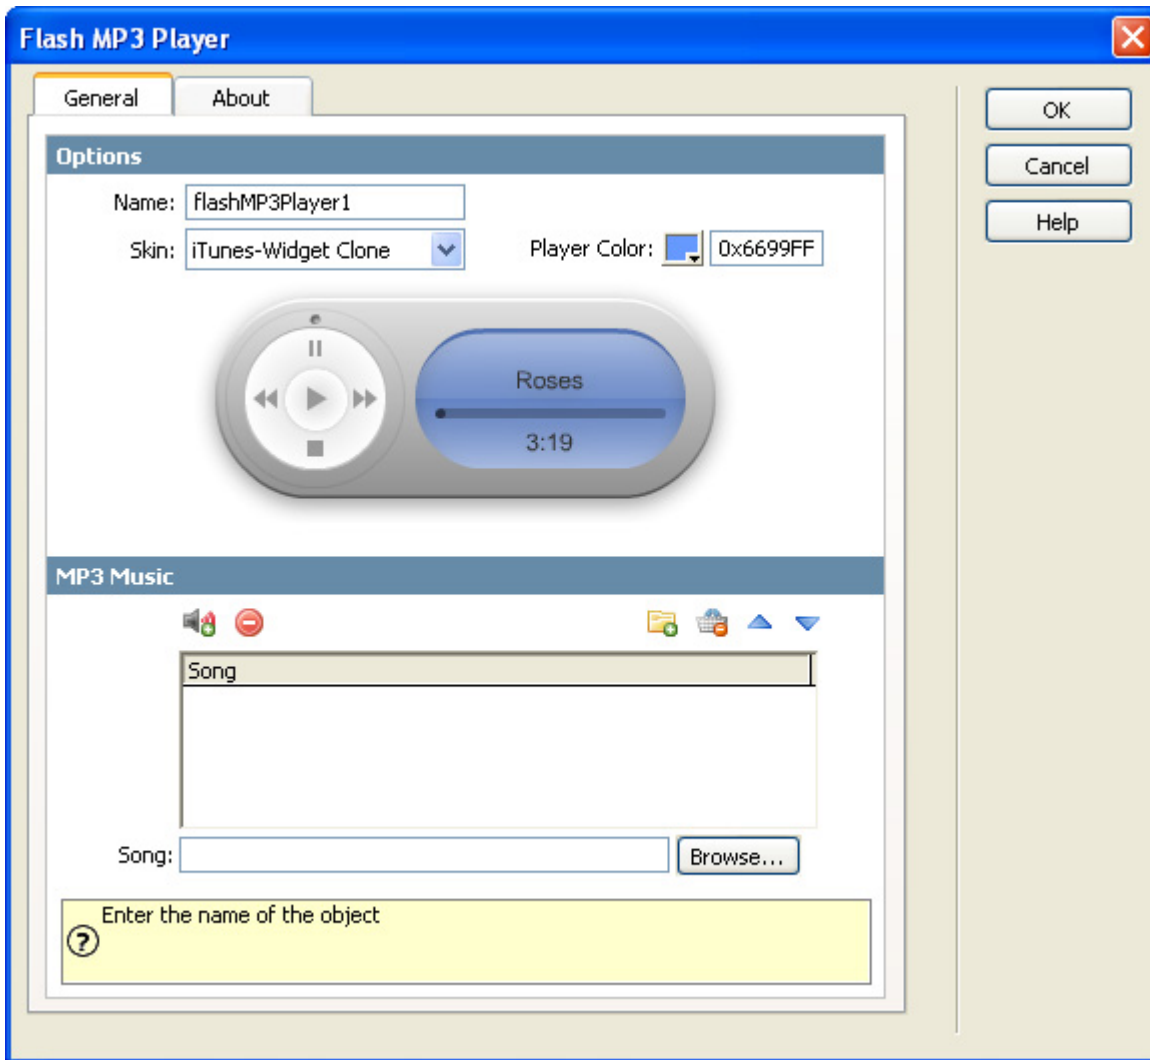 Flash MP3 Player
General About
OK
Cancel
Help
Options
Name: flashMP3Player1
Skin: iTunes-Widget Clone Player Color: 0x6699FF
Roses
3:19
MP3 Music
Song
Song: Browse...
Enter the name of the object
?